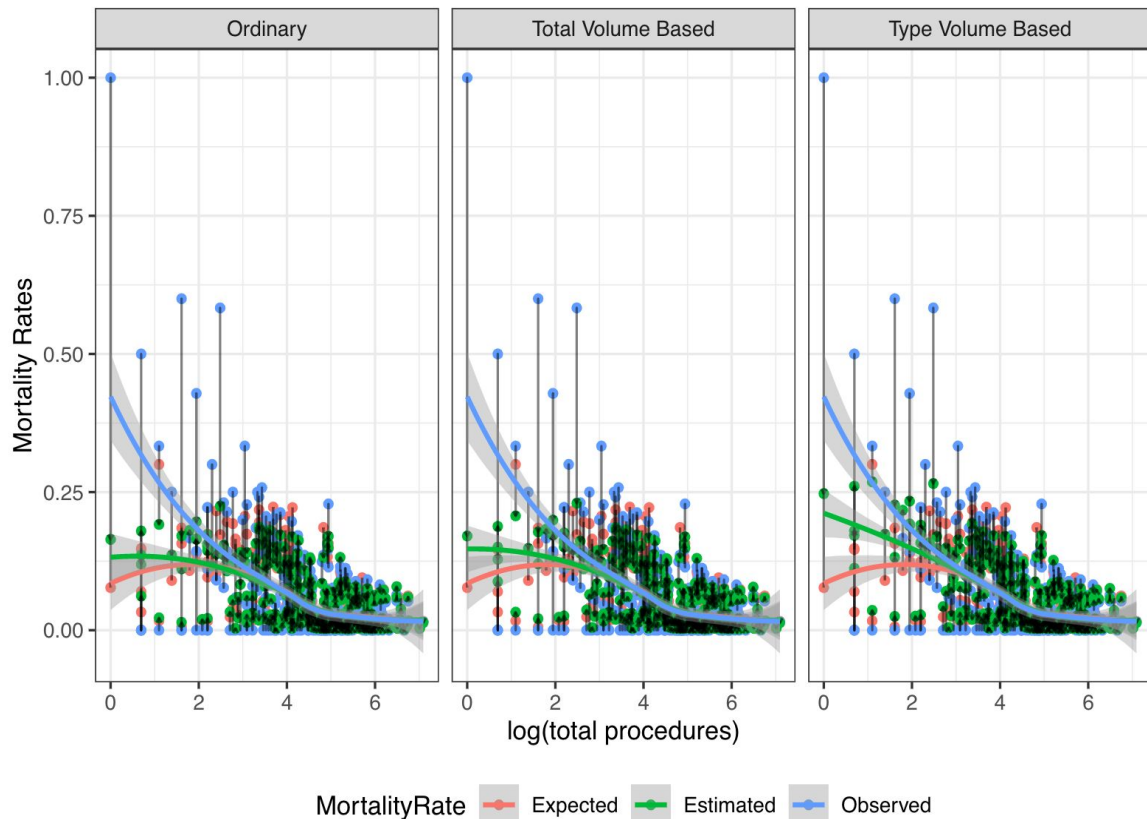 Ordinary
Total Volume Based
Type Volume Based
Mortality Rates
1.00
0.75
0.50
0.25
0.00
0 2 4 6
0 2 4 6
0 2 4 6
log(total procedures)
MortalityRate Expected Estimated Observed